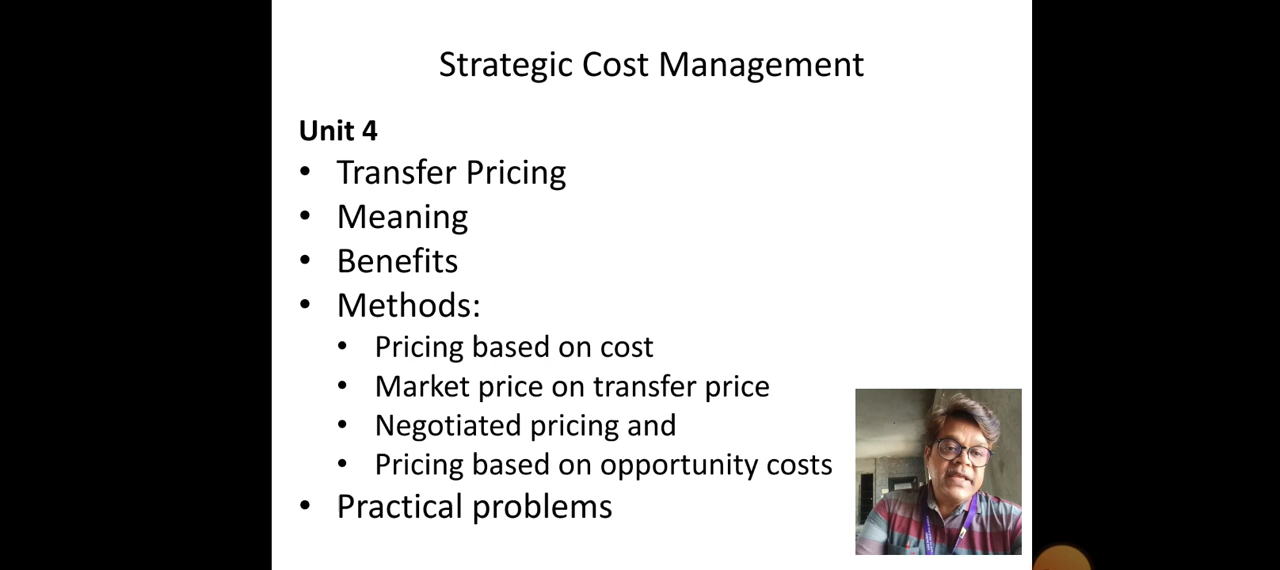 Strategic Cost Management
Unit 4
• Transfer Pricing
• Meaning
• Benefits
• Methods:
• Pricing based on cost
• Market price on transfer price
• Negotiated pricing and
• Pricing based on opportunity costs
• Practical problems